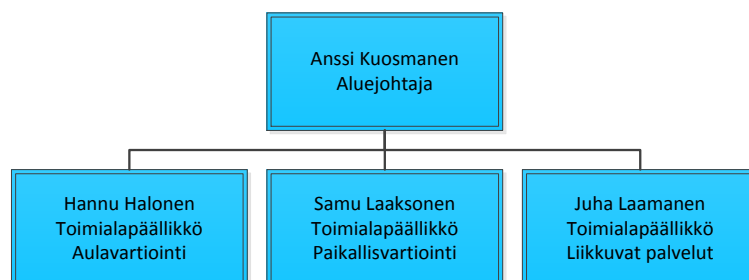 Anssi Kuosmanen
Aluejohtaja
Hannu Halonen
Toimialapäällikkö
Aulavartiointi
Samu Laaksonen
Toimialapäällikkö
Paikallisvartiointi
Juha Laamanen
Toimialapäällikkö
Liikkuvat palvelut